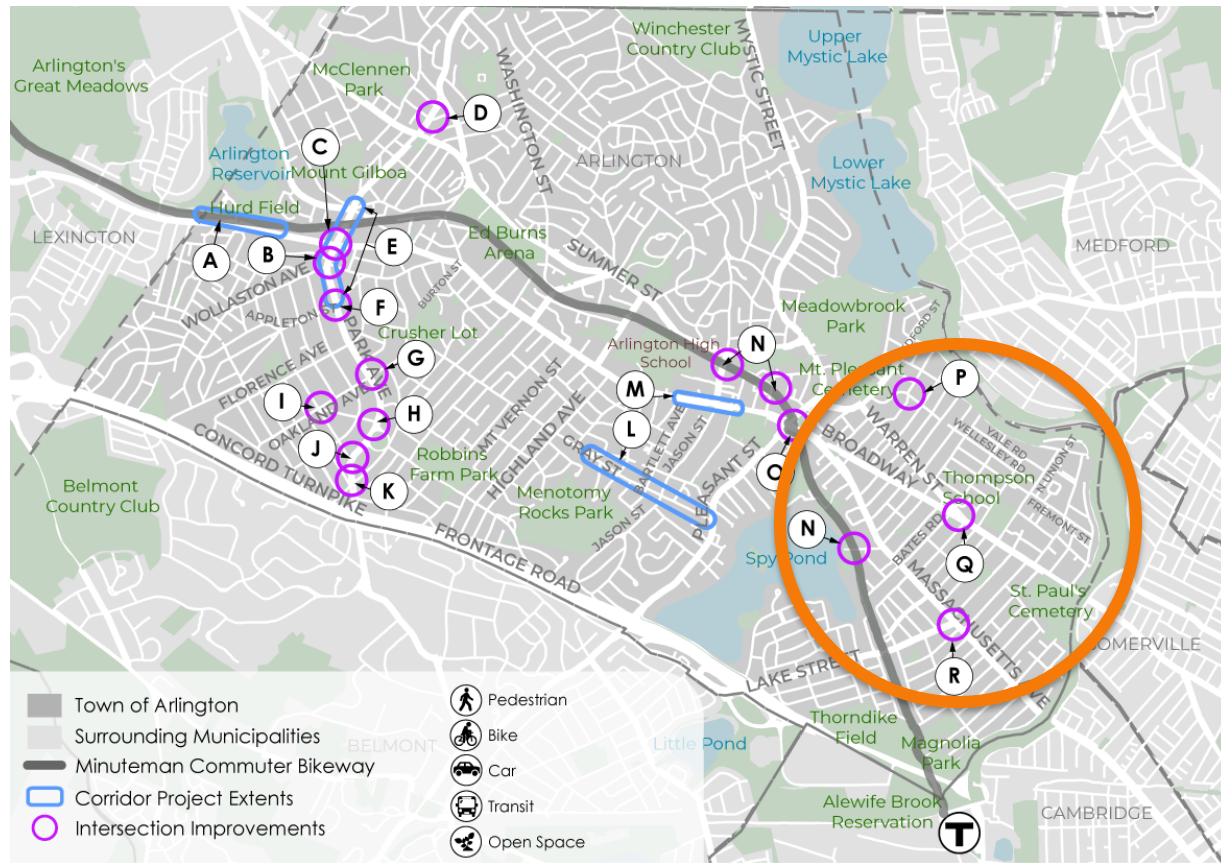 Arlington's
Great Meadows
McClennen
Park
D
WASHINGTON ST
Winchester
Country Club
MYSTIC STREET
Upper
Mystic Lake
C
Arlington
Reservoir
Mount Gilboa
ARLINGTON
Lower
Mystic Lake
Hurd Field
LEXINGTON
A
B
E
Ed Burns
Arena
MEDFORD
WOLLASTON AVE
BURTON ST
SUMMER ST
APPLETON ST
F
PARK AVE
Crusher Lot
Meadowbrook
Park
Arlington High
School
N
FLORENCE AVE
G
M
Mt. Pleasant
Cemetery
P
I
OAKLAND AVE
H
MT VERNON ST
HIGHLAND AVE
L
BARTLETT AVE
JASON ST
GRAY ST
PLEASANT ST
O
BROADWAY
WARREN ST
YALE RD
WELLESLEY RD
N UNION ST
CONCORD TURNPIKE
J
K
Robbins
Farm Park
Belmont
Country Club
Menotomy
Rocks Park
JASON ST
Thompson
School
FREMONT ST
FRONTAGE ROAD
N
Spy Pond
BATES RD
Q
MASSACHUSETTS AVE
St. Paul's
Cemetery
SOMERVILLE
LAKE STREET
R
Town of Arlington
Surrounding Municipalities
Minuteman Commuter Bikeway
Corridor Project Extents
Intersection Improvements
Pedestrian
Bike
Car
Transit
Open Space
BELMONT
Little Pond
Thorndike
Field
Magnolia
Park
Alewife Brook
Reservation
T
CAMBRIDGE